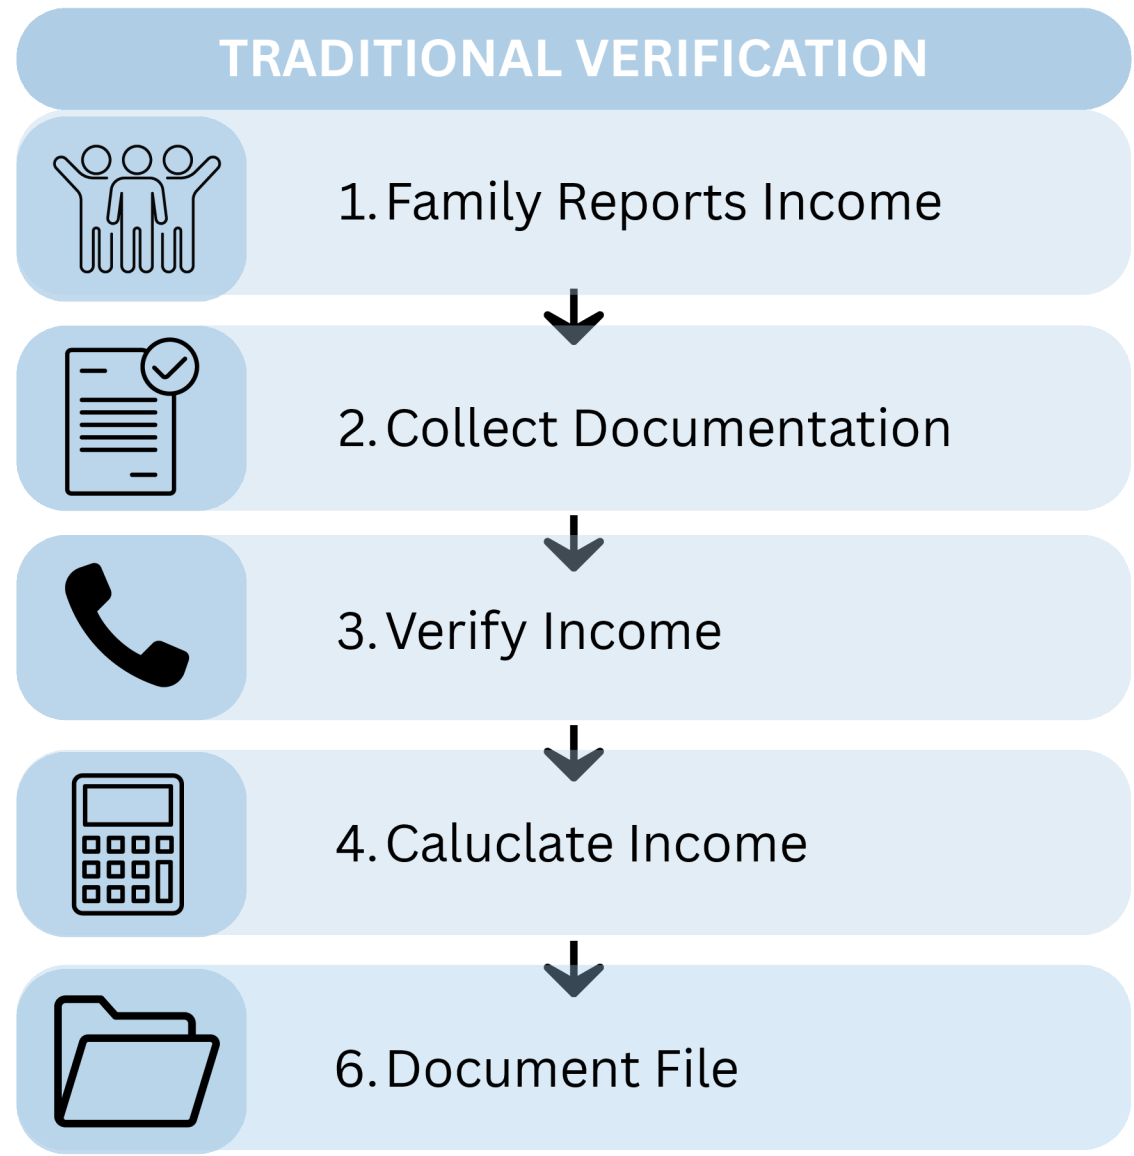 TRADITIONAL VERIFICATION
1. Family Reports Income
2. Collect Documentation
3. Verify Income
4. Caluclate Income
6. Document File